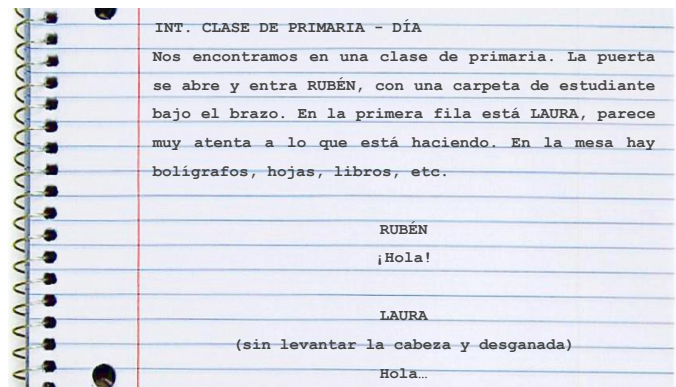 INT. CLASE DE PRIMARIA – DÍA
Nos encontramos en una clase de primaria. La puerta
se abre y entra RUBÉN, con una carpeta de estudiante
bajo el brazo. En la primera fila está LAURA, parece
muy atenta a lo que está haciendo. En la mesa hay
bolígrafos, hojas, libros, etc.
RUBÉN
¡Hola!
LAURA
(sin levantar la cabeza y desganada)
Hola…